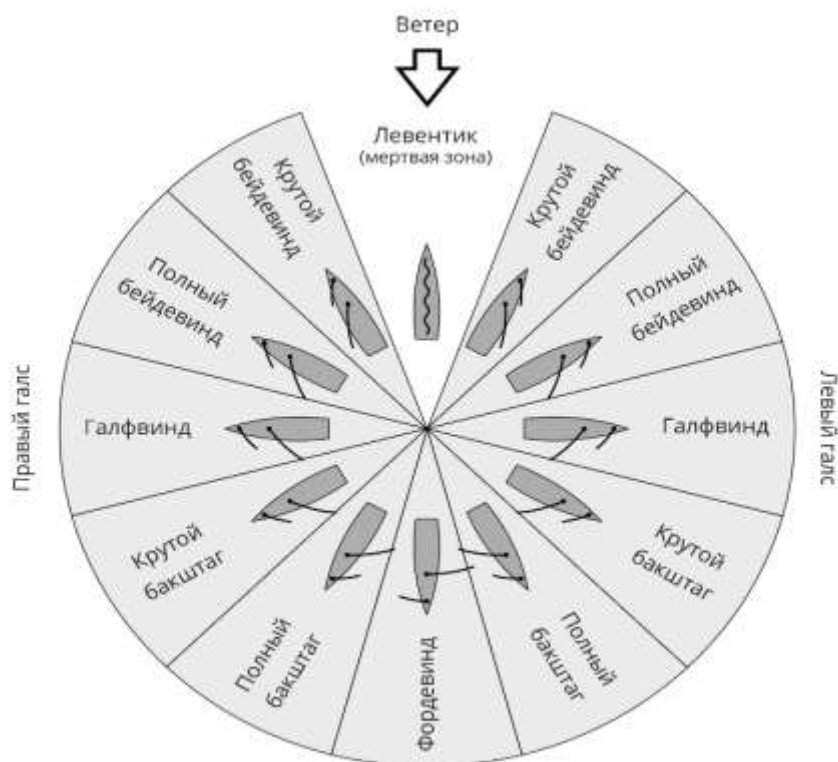 Ветер
Левентик
(мертвая зона)
Крутой
бейдевинд
Крутой
бейдевинд
Полный
бейдевинд
Полный
бейдевинд
Правый галс
Галфвинд
Галфвинд
Левый галс
Крутой
бакштаг
Крутой
бакштаг
Полный
бакштаг
Фордевинд
Полный
бакштаг